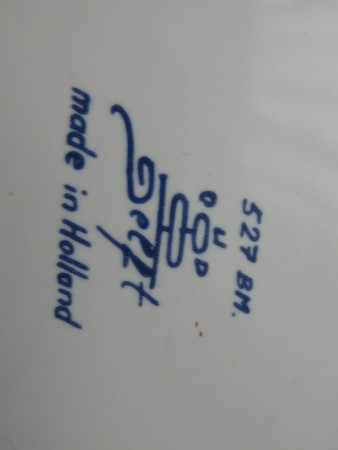 527 BM.
O U D
Delft
made in Holland